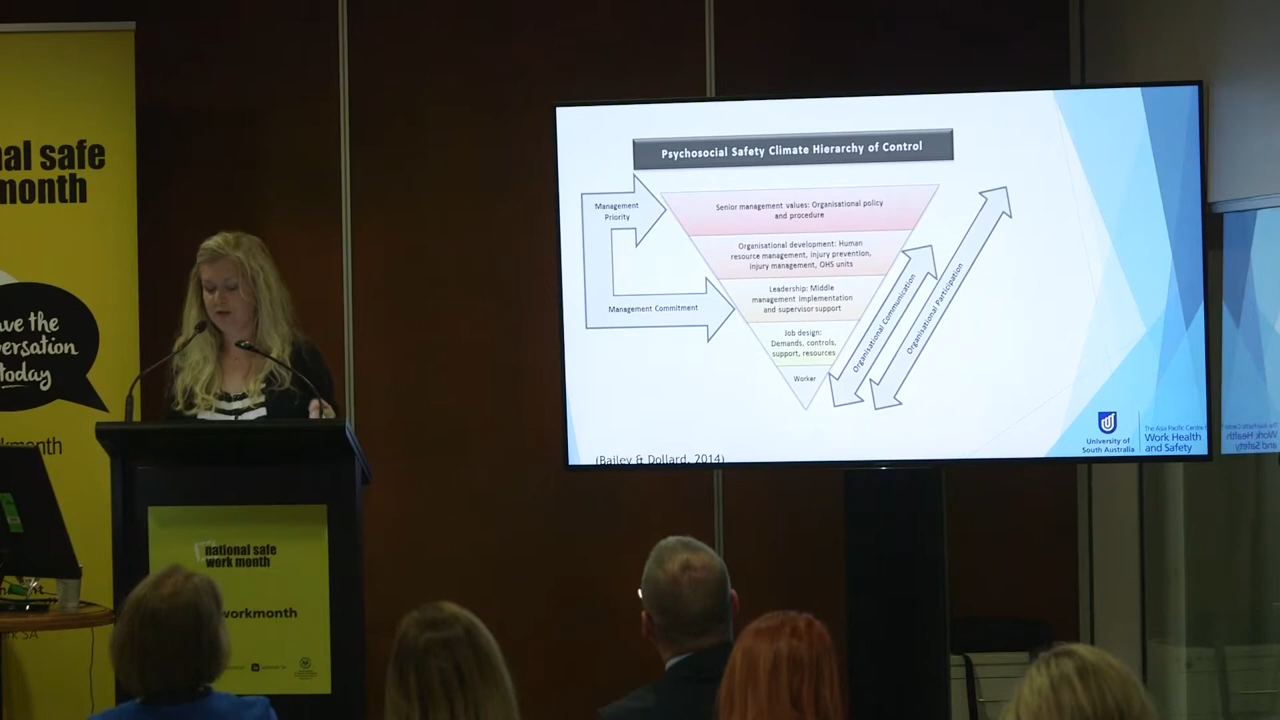 al safe
month
ve the
ersation
today
national safe
work month
workmonth
Psychosocial Safety Climate Hierarchy of Control
Management
Priority
Management Commitment
Senior management values: Organisational policy
and procedure
Organisational development: Human
resource management, injury prevention,
injury management, OHS units
Leadership: Middle
management implementation
and supervisor support
Job design:
Demands, controls,
support, resources
Worker
Organisational Communication
Organisational Participation
(Bailey & Dollard, 2014)
University of
South Australia
The Asia Pacific Centre
Work Health
and Safety